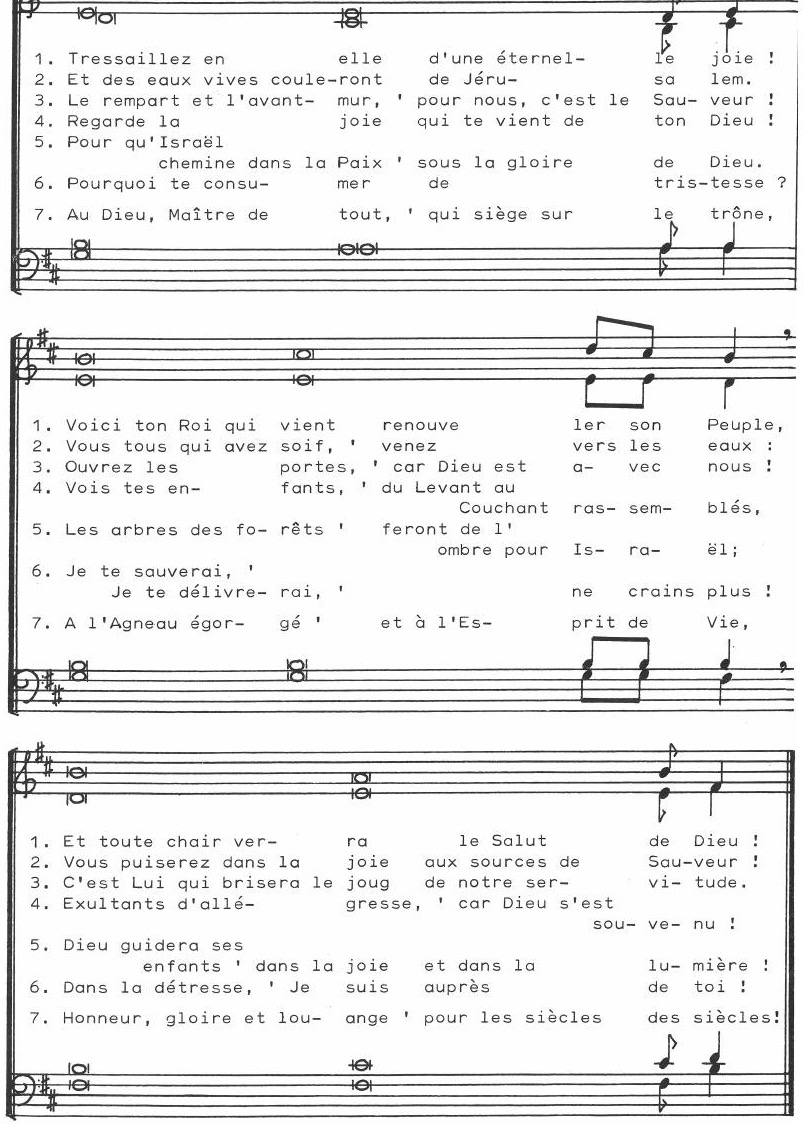 1. Tressaillez en elle d'une éternel- le joie !
2. Et des eaux vives coule-ront de Jéru- sa lem.
3. Le rempart et l'avant- mur, ' pour nous, c'est le Sau- veur !
4. Regarde la joie qui te vient de ton Dieu !
5. Pour qu'Israël
chemine dans la Paix ' sous la gloire de Dieu.
6. Pourquoi te consu- mer de tris-tesse ?
7. Au Dieu, Maître de tout, ' qui siège sur le trône,
1. Voici ton Roi qui vient renouve ler son Peuple,
2. Vous tous qui avez soif, ' venez vers les eaux :
3. Ouvrez les portes, ' car Dieu est a- vec nous !
4. Vois tes en- fants, ' du Levant au
Couchant ras- sem- blés,
5. Les arbres des fo- rêts ' feront de l'
ombre pour Is- ra- ël;
6. Je te sauverai, '
Je te délivre- rai, ' ne crains plus !
7. A l'Agneau égor- gé ' et à l'Es- prit de Vie,
1. Et toute chair ver- ra le Salut de Dieu !
2. Vous puiserez dans la joie aux sources de Sau-veur !
3. C'est Lui qui brisera le joug de notre ser- vi- tude.
4. Exultants d'allé- gresse, ' car Dieu s'est
sou- ve- nu !
5. Dieu guidera ses
enfants ' dans la joie et dans la lu- mière !
6. Dans la détresse, ' Je suis auprès de toi !
7. Honneur, gloire et lou- ange ' pour les siècles des siècles!